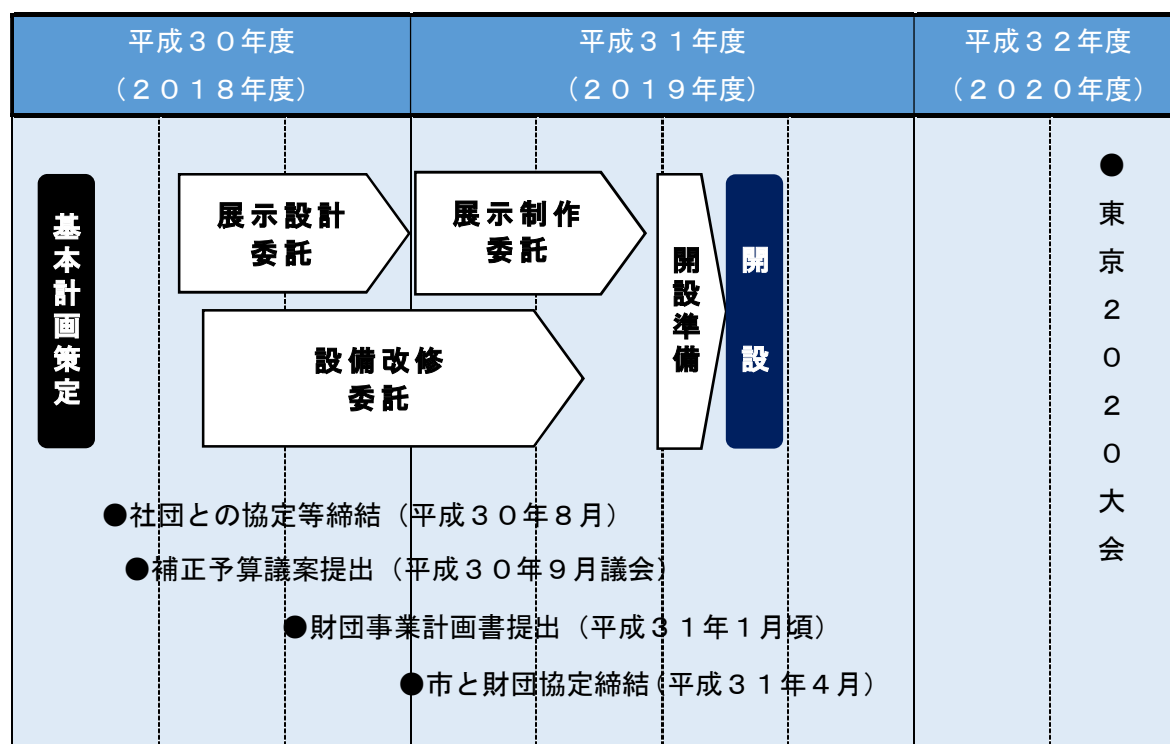 平成３０年度
（２０１８年度）
平成３１年度
（２０１９年度）
平成３２年度
（２０２０年度）
基本計画策定
展示設計
委託
展示制作
委託
設備改修
委託
開設準備
開設
●東京２０２０大会
●社団との協定等締結（平成３０年８月）
●補正予算議案提出（平成３０年９月議会）
●財団事業計画書提出（平成３１年１月頃）
●市と財団協定締結（平成３１年４月）